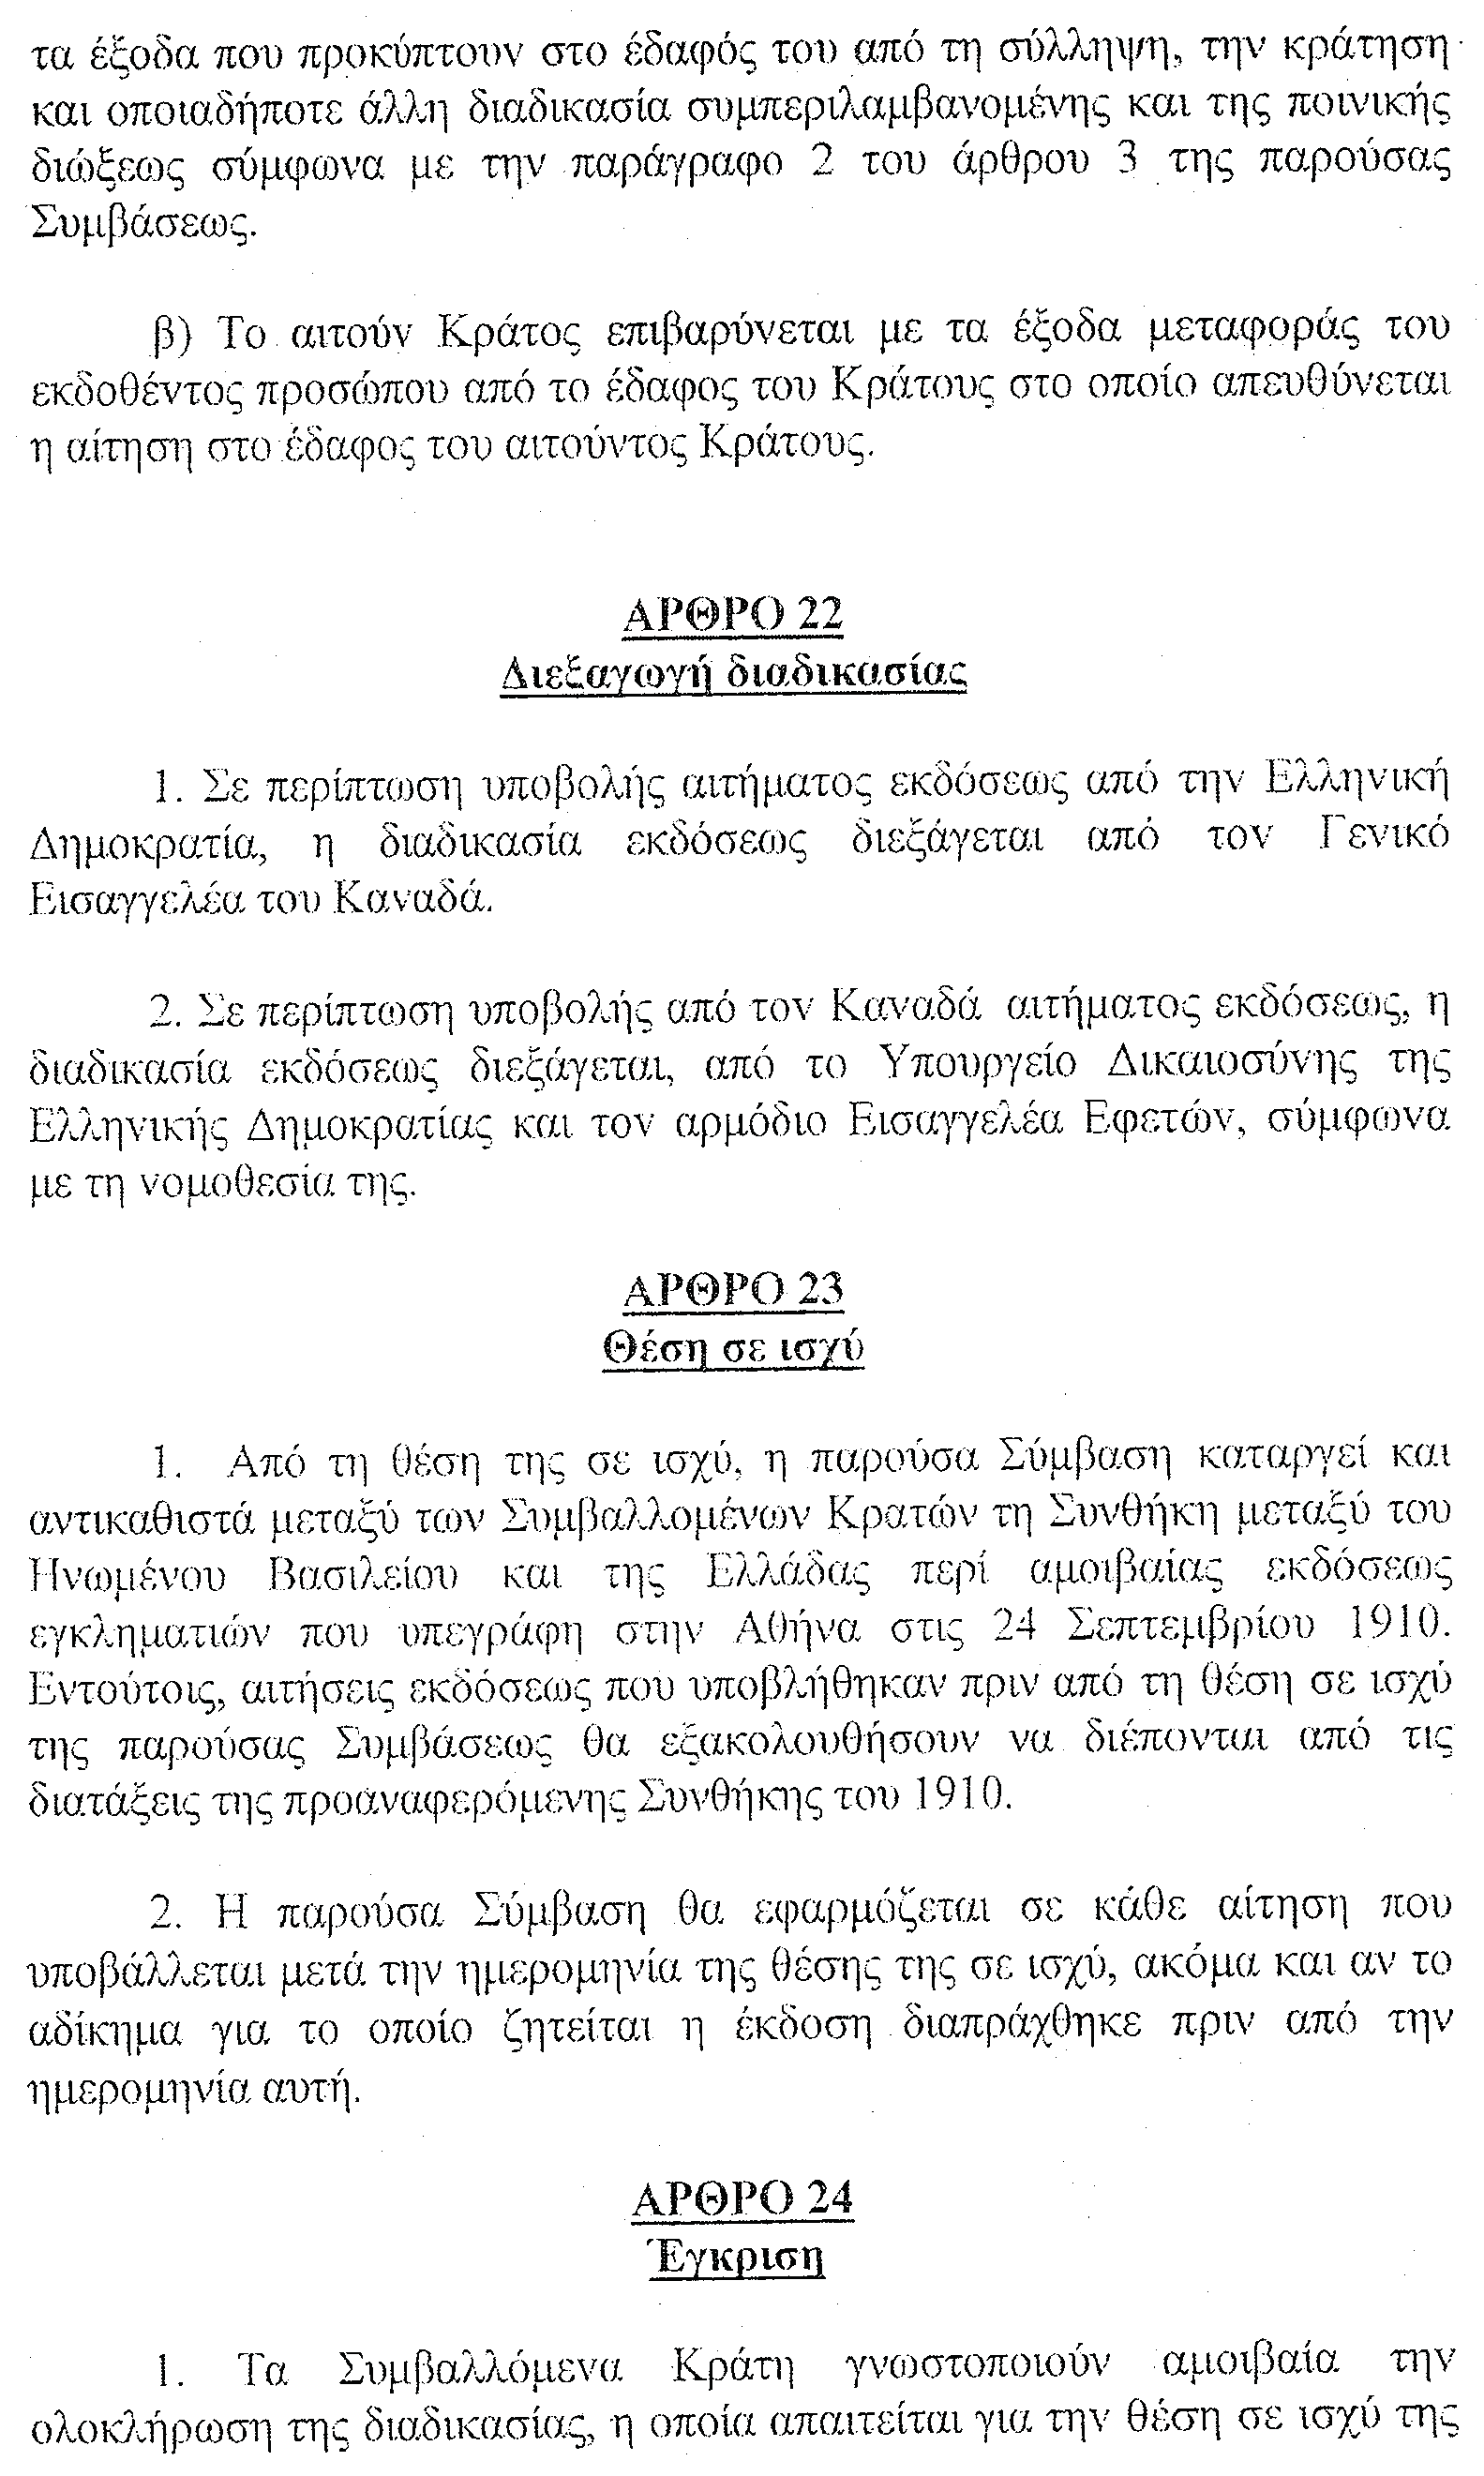 τα έξοδα που προκύπτουν στο έδαφός του από τη σύλληψη, την κράτηση
και οποιαδήποτε άλλη διαδικασία συμπεριλαμβανομένης και της ποινικής
διώξεως σύμφωνα με την παράγραφο 2 του άρθρου 3 της παρούσας
Συμβάσεως.
β) Το αιτούν Κράτος επιβαρύνεται με τα έξοδα μεταφοράς του
εκδοθέντος προσώπου από το έδαφος του Κράτους στο οποίο απευθύνεται
η αίτηση στο έδαφος του αιτούντος Κράτους.
ΑΡΘΡΟ 22
Διεξαγωγή διαδικασίας
1. Σε περίπτωση υποβολής αιτήματος εκδόσεως από την Ελληνική
Δημοκρατία, η διαδικασία εκδόσεως διεξάγεται από τον Γενικό
Εισαγγελέα του Καναδά.
2. Σε περίπτωση υποβολής από τον Καναδά αιτήματος εκδόσεως, η
διαδικασία εκδόσεως διεξάγεται, από το Υπουργείο Δικαιοσύνης της
Ελληνικής Δημοκρατίας και τον αρμόδιο Εισαγγελέα Εφετών, σύμφωνα
με τη νομοθεσία της.
ΑΡΘΡΟ 23
Θέση σε ισχύ
1. Από τη θέση της σε ισχύ, η παρούσα Σύμβαση καταργεί και
αντικαθιστά μεταξύ των Συμβαλλομένων Κρατών τη Συνθήκη μεταξύ του
Ηνωμένου Βασιλείου και της Ελλάδας περί αμοιβαίας εκδόσεως
εγκληματιών που υπεγράφη στην Αθήνα στις 24 Σεπτεμβρίου 1910.
Εντούτοις, αιτήσεις εκδόσεως που υποβλήθηκαν πριν από τη θέση σε ισχύ
της παρούσας Συμβάσεως θα εξακολουθήσουν να διέπονται από τις
διατάξεις της προαναφερόμενης Συνθήκης του 1910.
2. Η παρούσα Σύμβαση θα εφαρμόζεται σε κάθε αίτηση που
υποβάλλεται μετά την ημερομηνία της θέσης της σε ισχύ, ακόμα και αν το
αδίκημα για το οποίο ζητείται η έκδοση διαπράχθηκε πριν από την
ημερομηνία αυτή.
ΑΡΘΡΟ 24
Έγκριση
1. Τα Συμβαλλόμενα Κράτη γνωστοποιούν αμοιβαία την
ολοκλήρωση της διαδικασίας, η οποία απαιτείται για την θέση σε ισχύ της